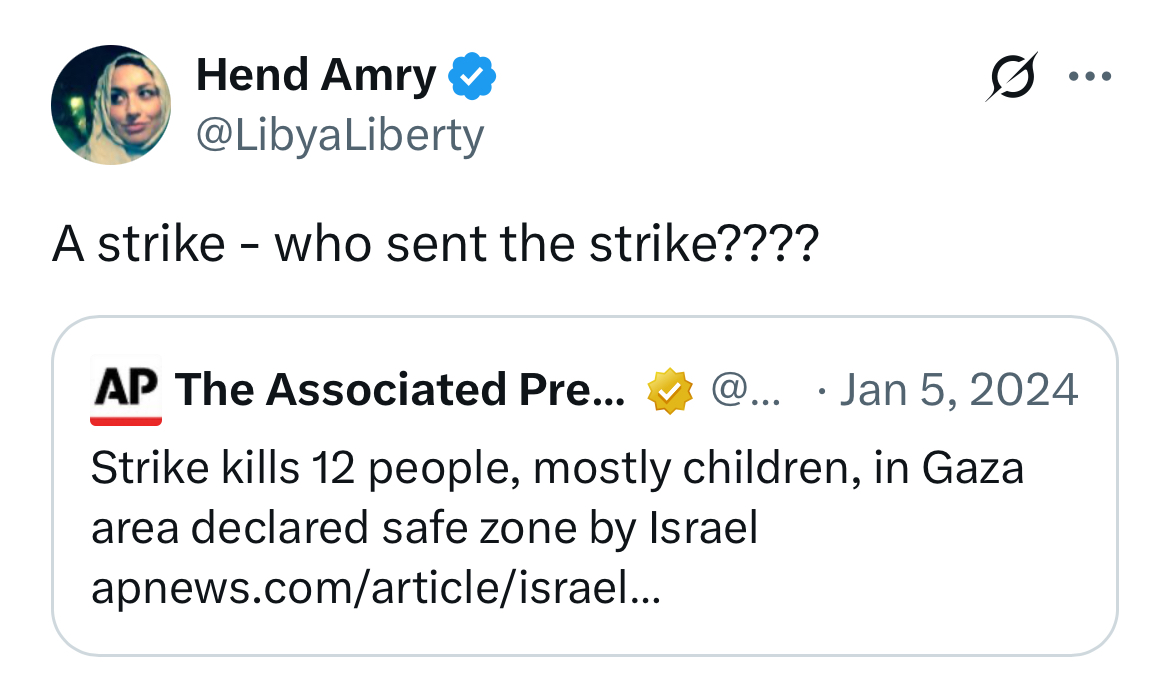 Hend Amry
@LibyaLiberty
A strike - who sent the strike????
AP The Associated Pre... @... · Jan 5, 2024
Strike kills 12 people, mostly children, in Gaza
area declared safe zone by Israel
apnews.com/article/israel...